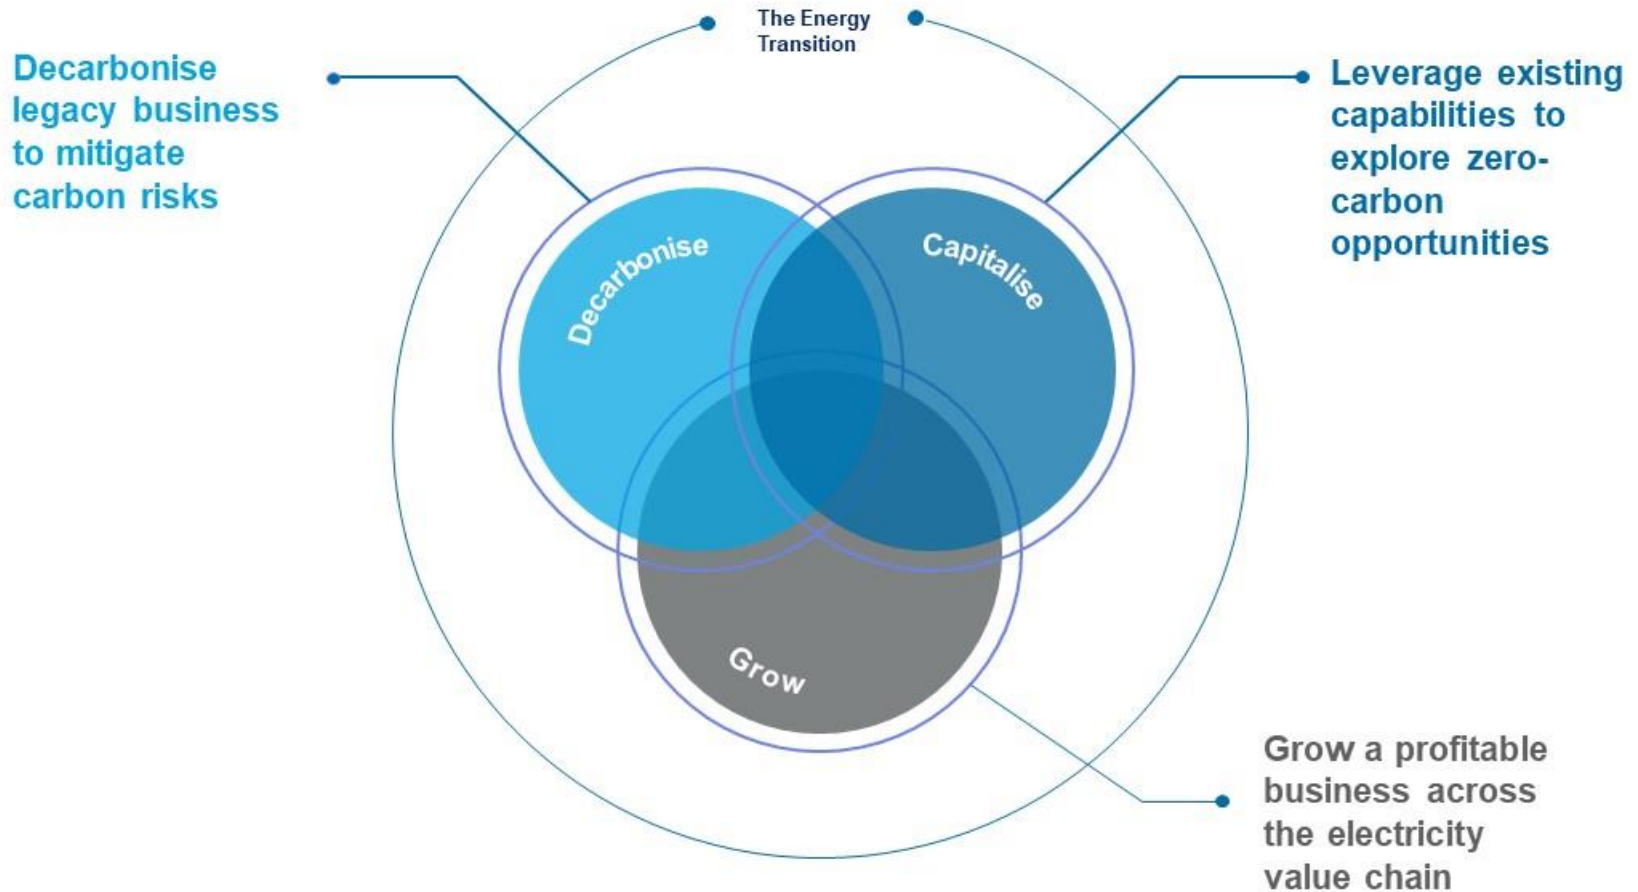 The Energy
Transition
Decarbonise
legacy business
to mitigate
carbon risks
Leverage existing
capabilities to
explore zero-
carbon
opportunities
Decarbonise
Capitalise
Grow
Grow a profitable
business across
the electricity
value chain